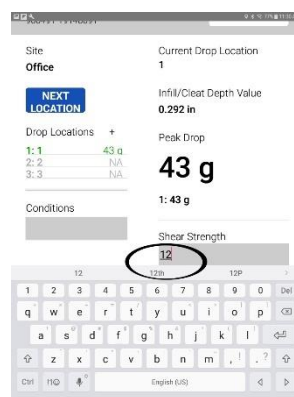 Site
Office
NEXT
LOCATION
Drop Locations +
1: 1 43 g
2: 2 NA
3: 3 NA
Conditions
Current Drop Location
1
Infill/Cleat Depth Value
0.292 in
Peak Drop
43 g
1: 43 g
Shear Strength
12
12 12th 12P
1 2 3 4 5 6 7 8 9 0 Del
q w e r t y u i o p
a s d f g h j k l
z x c v b n m , ! . ?
Ctrl !1☺ English (US)